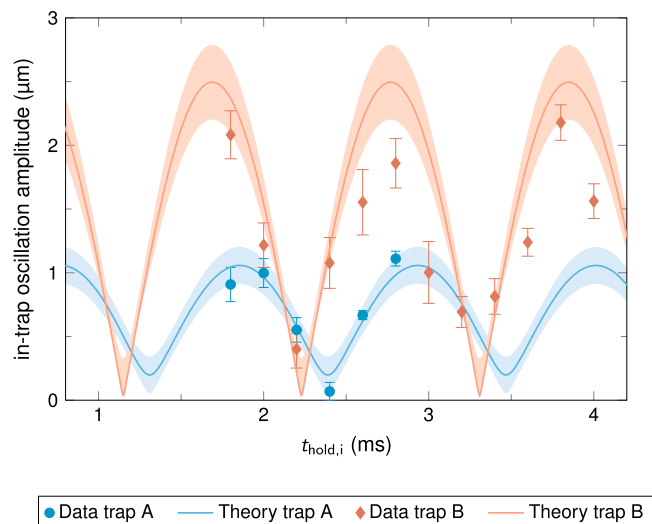 3
2
1
0
in-trap oscillation amplitude (µm)
1 2 3 4
t_hold,i (ms)
Data trap A Theory trap A Data trap B Theory trap B